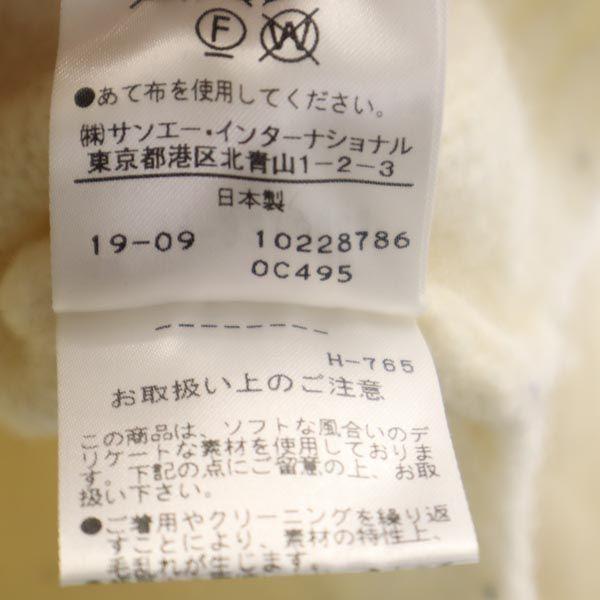 F W
●あて布を使用してください。
㈱サンエー・インターナショナル
東京都港区北青山1-2-3
日本製
19-09 102287860
0C495
--------
H-765
お取扱い上のご注意
この商品は、ソフトな風合いのデ
リケートな素材を使用しておりま
す。下記の点にご留意の上、お取
扱い下さい。
●ご着用やクリーニングを繰り返
すことにより、素材の特性上、
毛乱れが生じます。